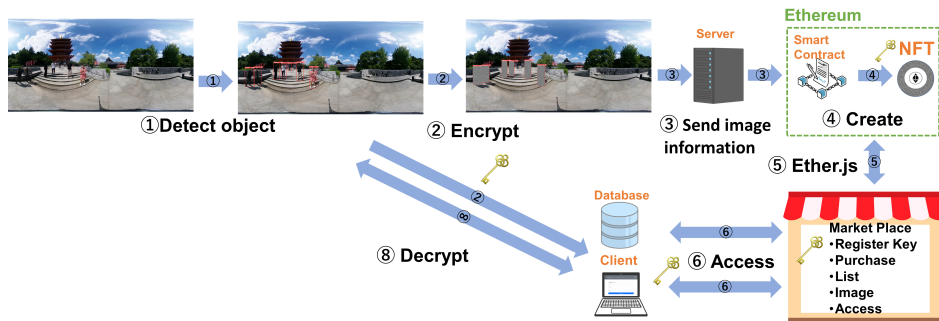 Ethereum
Server
Smart
Contract
NFT
①
②
③
③
④
①Detect object
② Encrypt
③ Send image
information
④ Create
⑤ Ether.js
⑤
②
⑧
⑧ Decrypt
Database
Client
⑥
⑥ Access
⑥
Market Place
•Register Key
•Purchase
•List
•Image
•Access